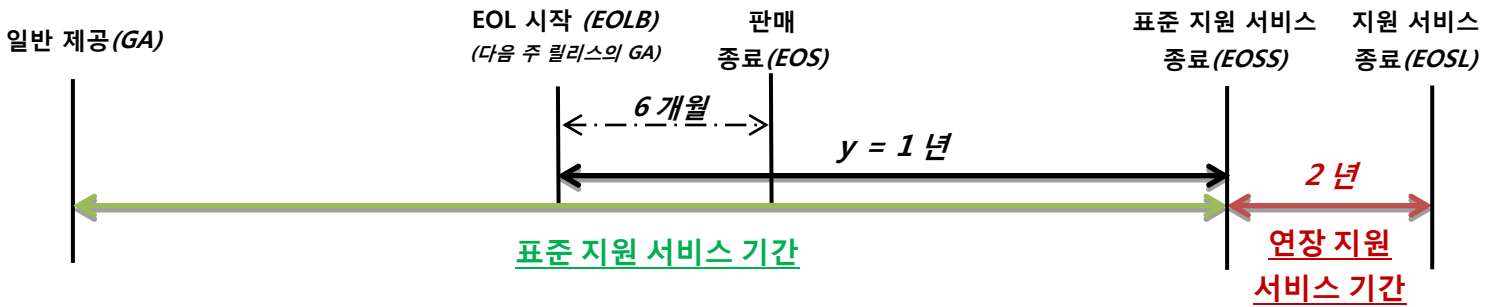 일반 제공(GA)
EOL 시작 (EOLB)
(다음 주 릴리스의 GA)
판매
종료(EOS)
표준 지원 서비스
종료(EOSS)
지원 서비스
종료(EOSL)
6 개월
y = 1 년
2 년
표준 지원 서비스 기간
연장 지원
서비스 기간